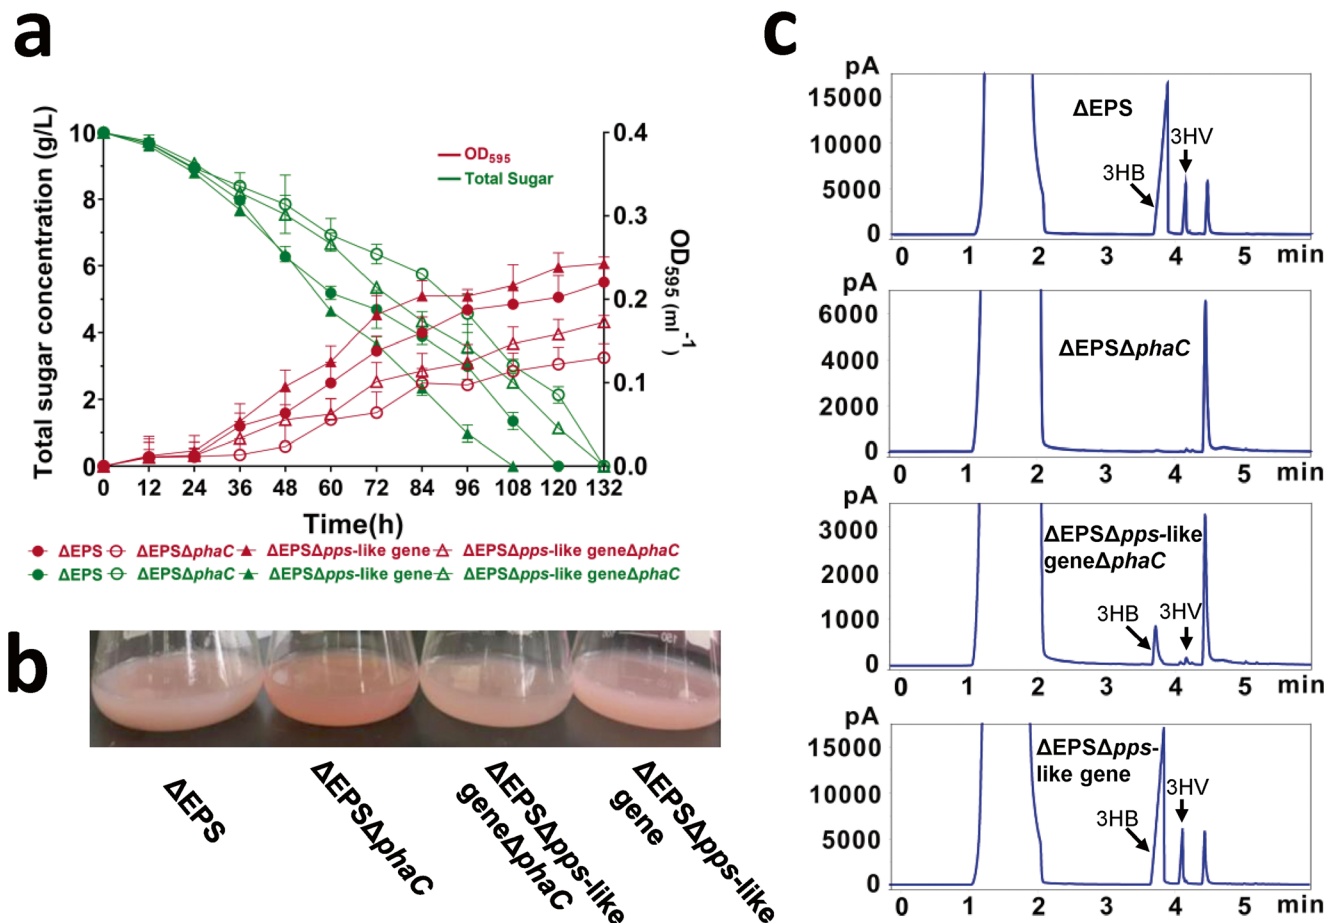 a
Total sugar concentration (g/L)
10
8
6
4
2
0
0.4
0.3
0.2
0.1
0.0
OD595 (ml-1)
OD595
Total Sugar
0 12 24 36 48 60 72 84 96 108 120 132
Time(h)
ΔEPS ΔEPSΔphaC ΔEPSΔpps-like gene ΔEPSΔpps-like geneΔphaC
ΔEPS ΔEPSΔphaC ΔEPSΔpps-like gene ΔEPSΔpps-like geneΔphaC
b
150
ΔEPS
ΔEPSΔphaC
ΔEPSΔpps-like
geneΔphaC
ΔEPSΔpps-like
gene
c
pA
15000
10000
5000
0
ΔEPS
3HB
3HV
0 1 2 3 4 5 min
pA
6000
4000
2000
0
ΔEPSΔphaC
0 1 2 3 4 5 min
pA
3000
2000
1000
0
ΔEPSΔpps-like
geneΔphaC
3HB
3HV
0 1 2 3 4 5 min
pA
15000
10000
5000
0
ΔEPSΔpps-
like gene
3HB
3HV
0 1 2 3 4 5 min